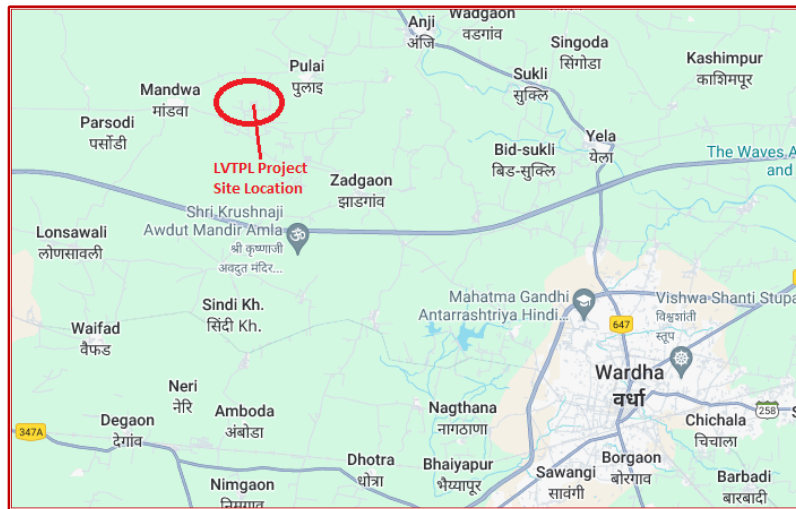 Anji
अंजि
Wadgaon
वडगांव
Singoda
सिंगोडा
Kashimpur
काशिमपूर
Pulai
पुलाइ
Sukli
सुक्लि
Mandwa
मांडवा
Parsodi
पर्सोडी
Yela
येला
Bid-sukli
बिड-सुक्लि
The Waves A
and
LVTPL Project
Site Location
Zadgaon
झाडगांव
Shri Krushnaji
Awdut Mandir Amla
श्री कृष्णाजी
अवदुत मंदिर...
Lonsawali
लोणसावली
Sindi Kh.
सिंदी Kh.
Mahatma Gandhi
Antarrashtriya Hindi...
Vishwa Shanti Stupa
विश्वशांती
स्तूप
647
Waifad
वैफड
Wardha
वर्धा
Neri
नेरि
Degaon
देगांव
Amboda
अंबोडा
Nagthana
नागठाणा
Chichala
चिचाला
258
S
347A
Dhotra
धोत्रा
Bhaiyapur
भैय्यापूर
Sawangi
सावंगी
Borgaon
बोरगाव
Barbadi
बारबादी
Nimgaon
निमगाव